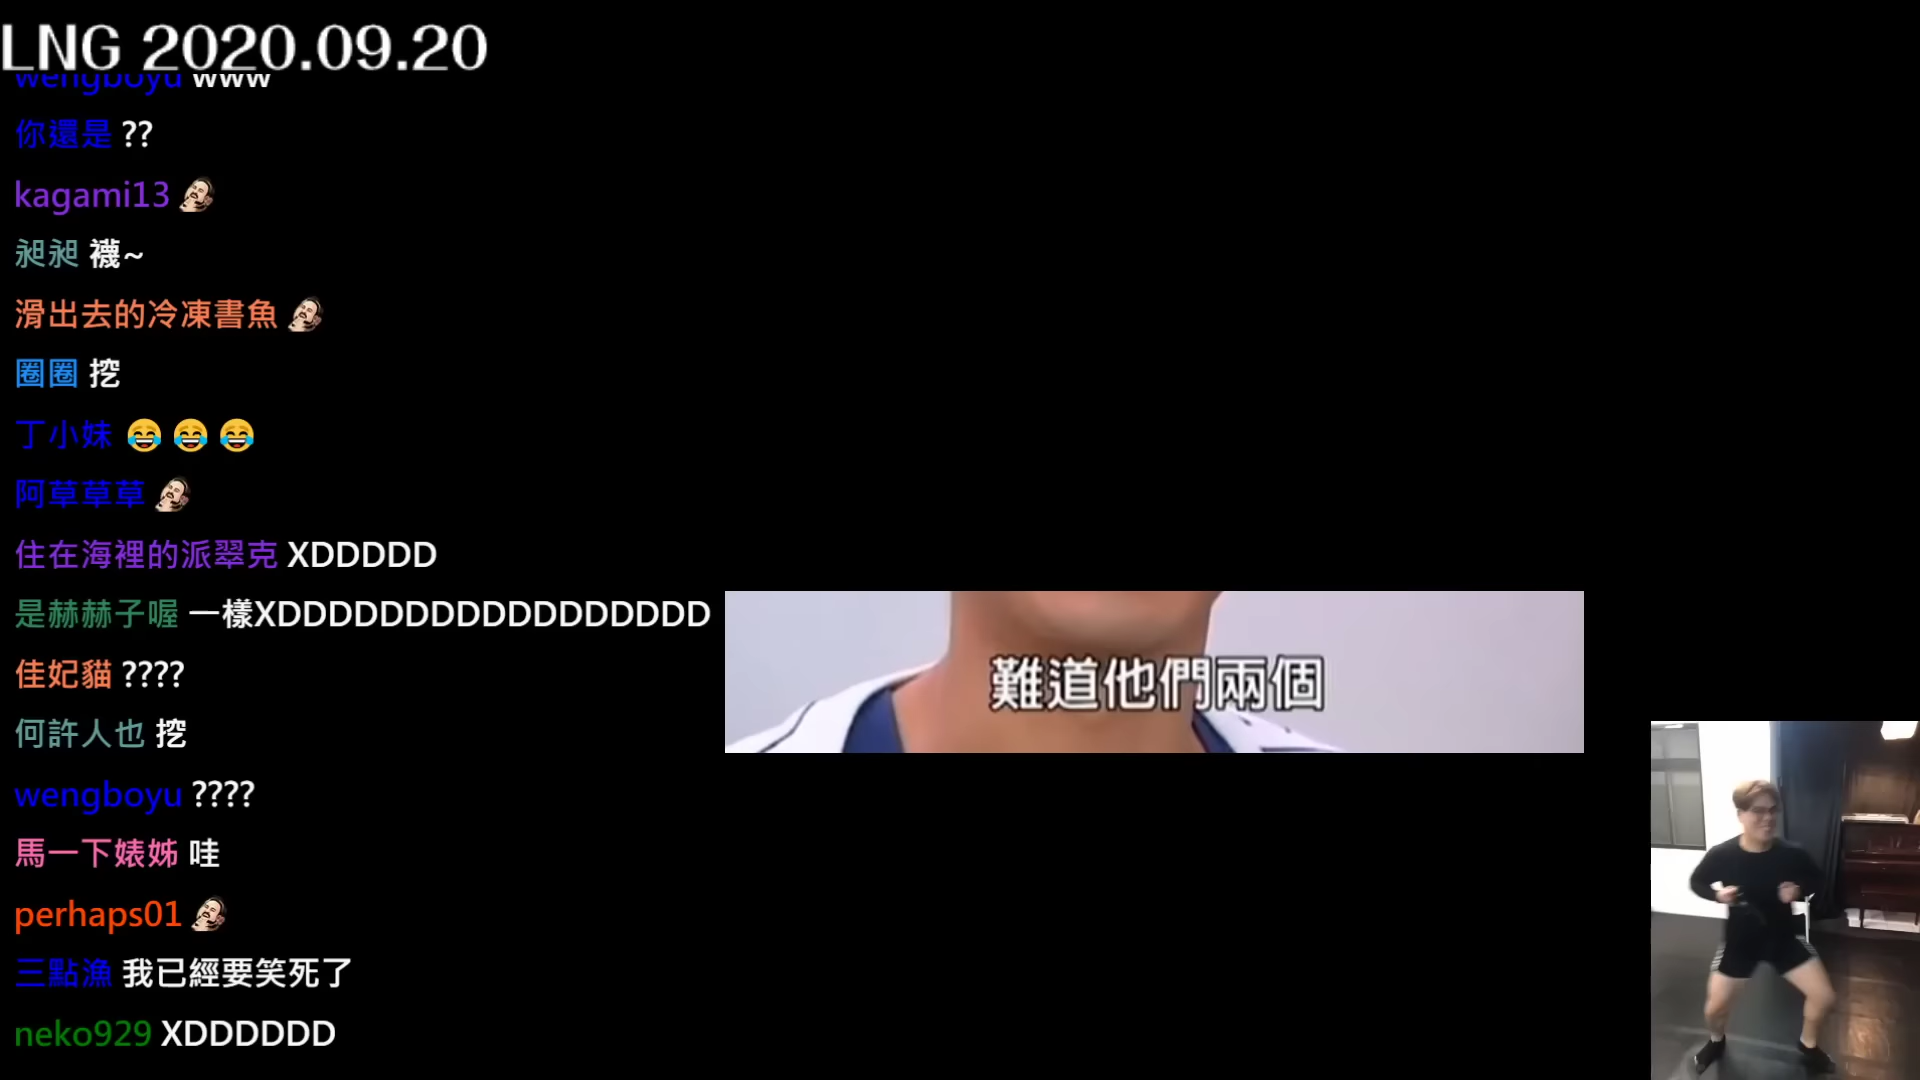 LNG 2020.09.20
wengboyu www
你還是 ??
kagami13
昶昶 襪~
滑出去的冷凍書魚
圈圈 挖
丁小妹 😂 😂 😂
阿草草草
住在海裡的派翠克 XDDDDD
是赫赫子喔 一樣XDDDDDDDDDDDDDDDDD
佳妃貓 ????
何許人也 挖
wengboyu ????
馬一下婊姊 哇
perhaps01
三點漁 我已經要笑死了
neko929 XDDDDDD
難道他們兩個